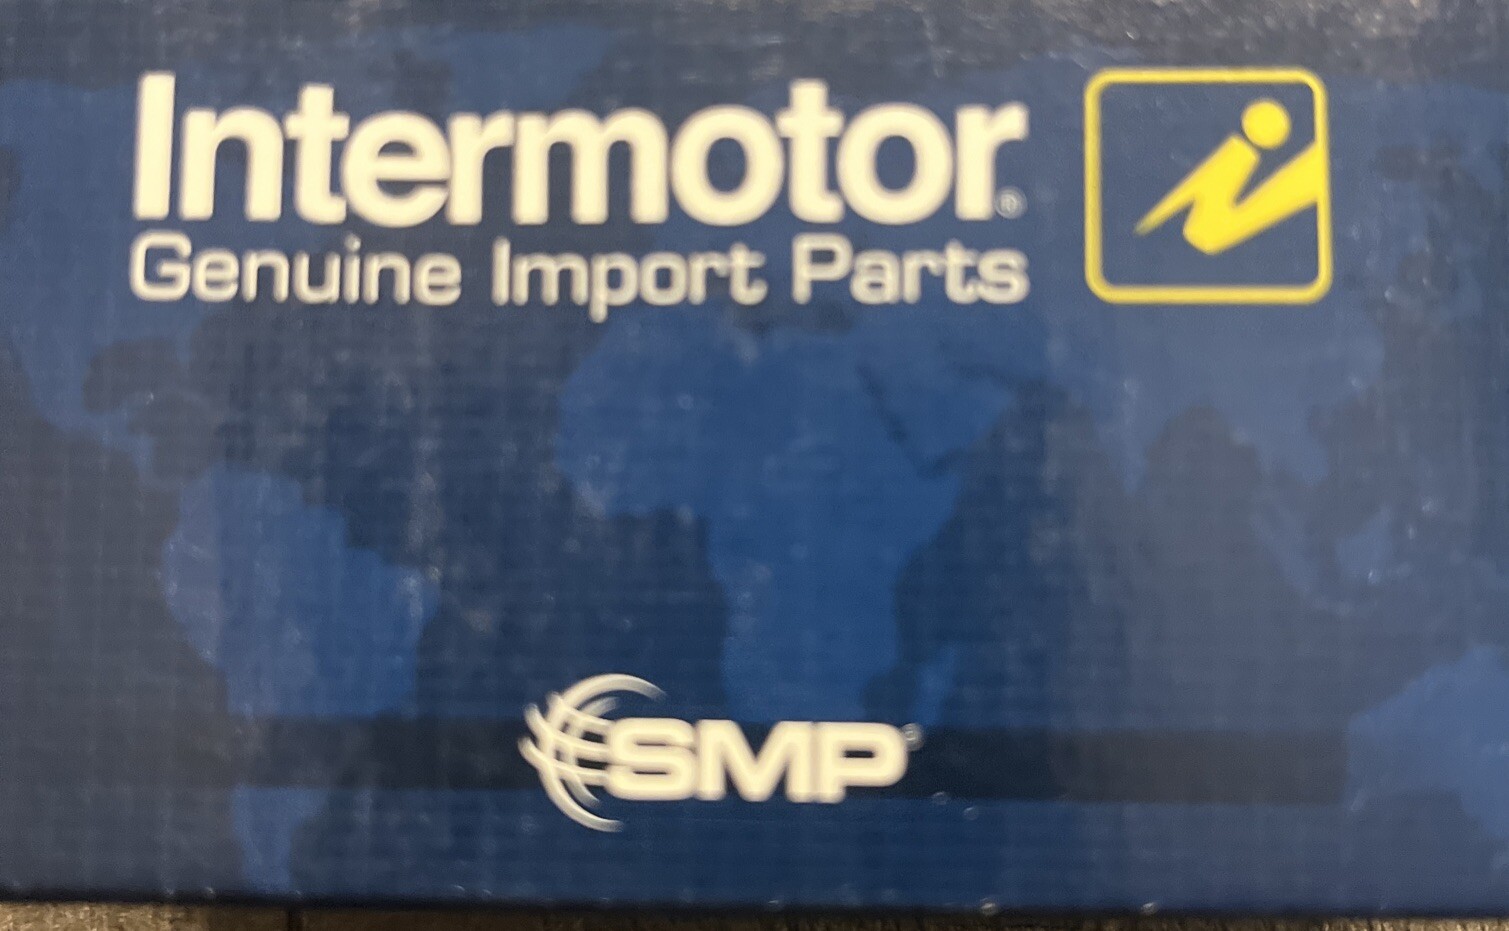 Intermotor®
Genuine Import Parts
SMP®